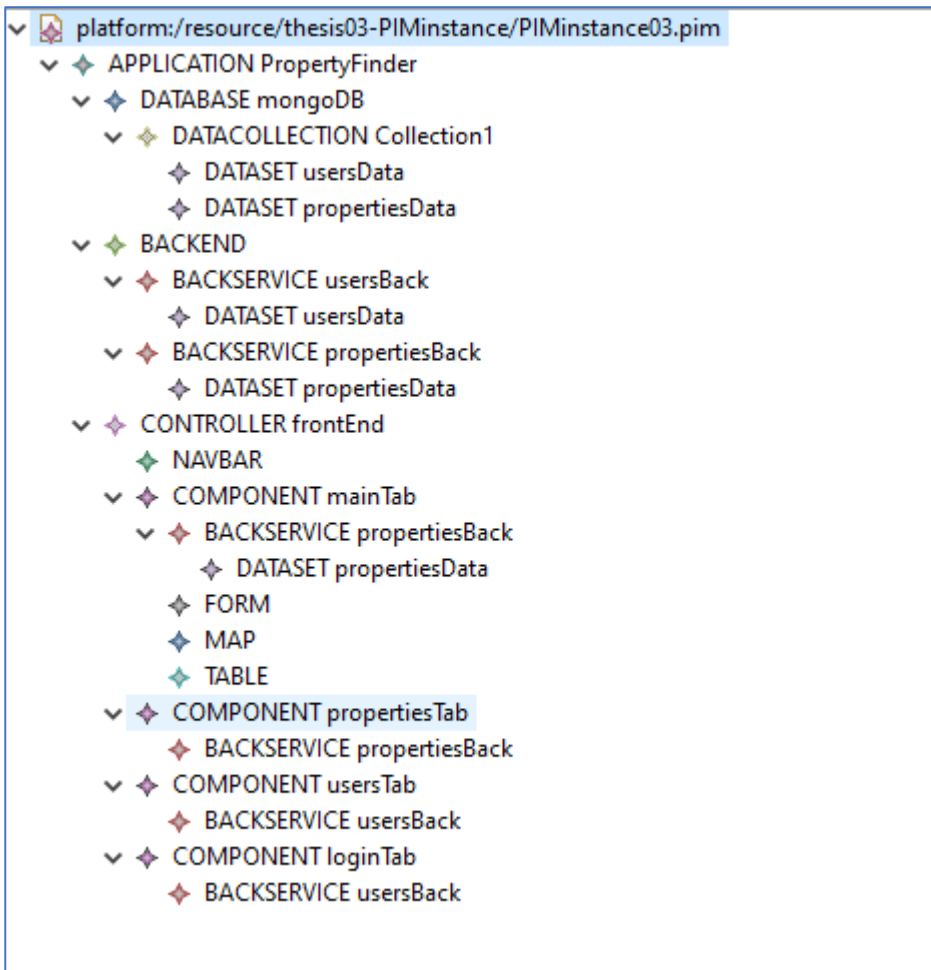 platform:/resource/thesis03-PIMinstance/PIMinstance03.pim
APPLICATION PropertyFinder
DATABASE mongoDB
DATACOLLECTION Collection1
DATASET usersData
DATASET propertiesData
BACKEND
BACKSERVICE usersBack
DATASET usersData
BACKSERVICE propertiesBack
DATASET propertiesData
CONTROLLER frontEnd
NAVBAR
COMPONENT mainTab
BACKSERVICE propertiesBack
DATASET propertiesData
FORM
MAP
TABLE
COMPONENT propertiesTab
BACKSERVICE propertiesBack
COMPONENT usersTab
BACKSERVICE usersBack
COMPONENT loginTab
BACKSERVICE usersBack